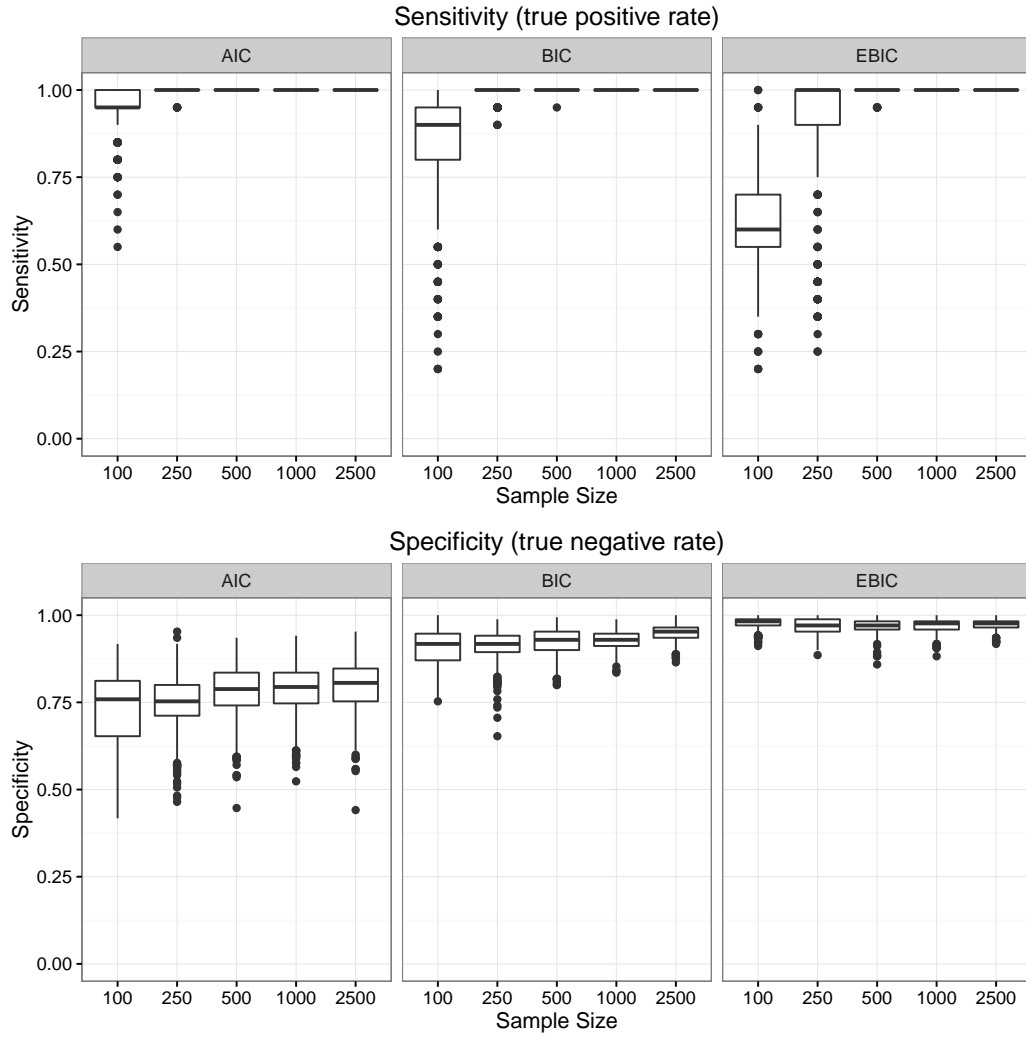 Sensitivity (true positive rate)
AIC BIC EBIC
1.00
0.75
0.50
0.25
0.00
Sensitivity
100 250 500 1000 2500 100 250 500 1000 2500 100 250 500 1000 2500
Sample Size
Specificity (true negative rate)
AIC BIC EBIC
1.00
0.75
0.50
0.25
0.00
Specificity
100 250 500 1000 2500 100 250 500 1000 2500 100 250 500 1000 2500
Sample Size